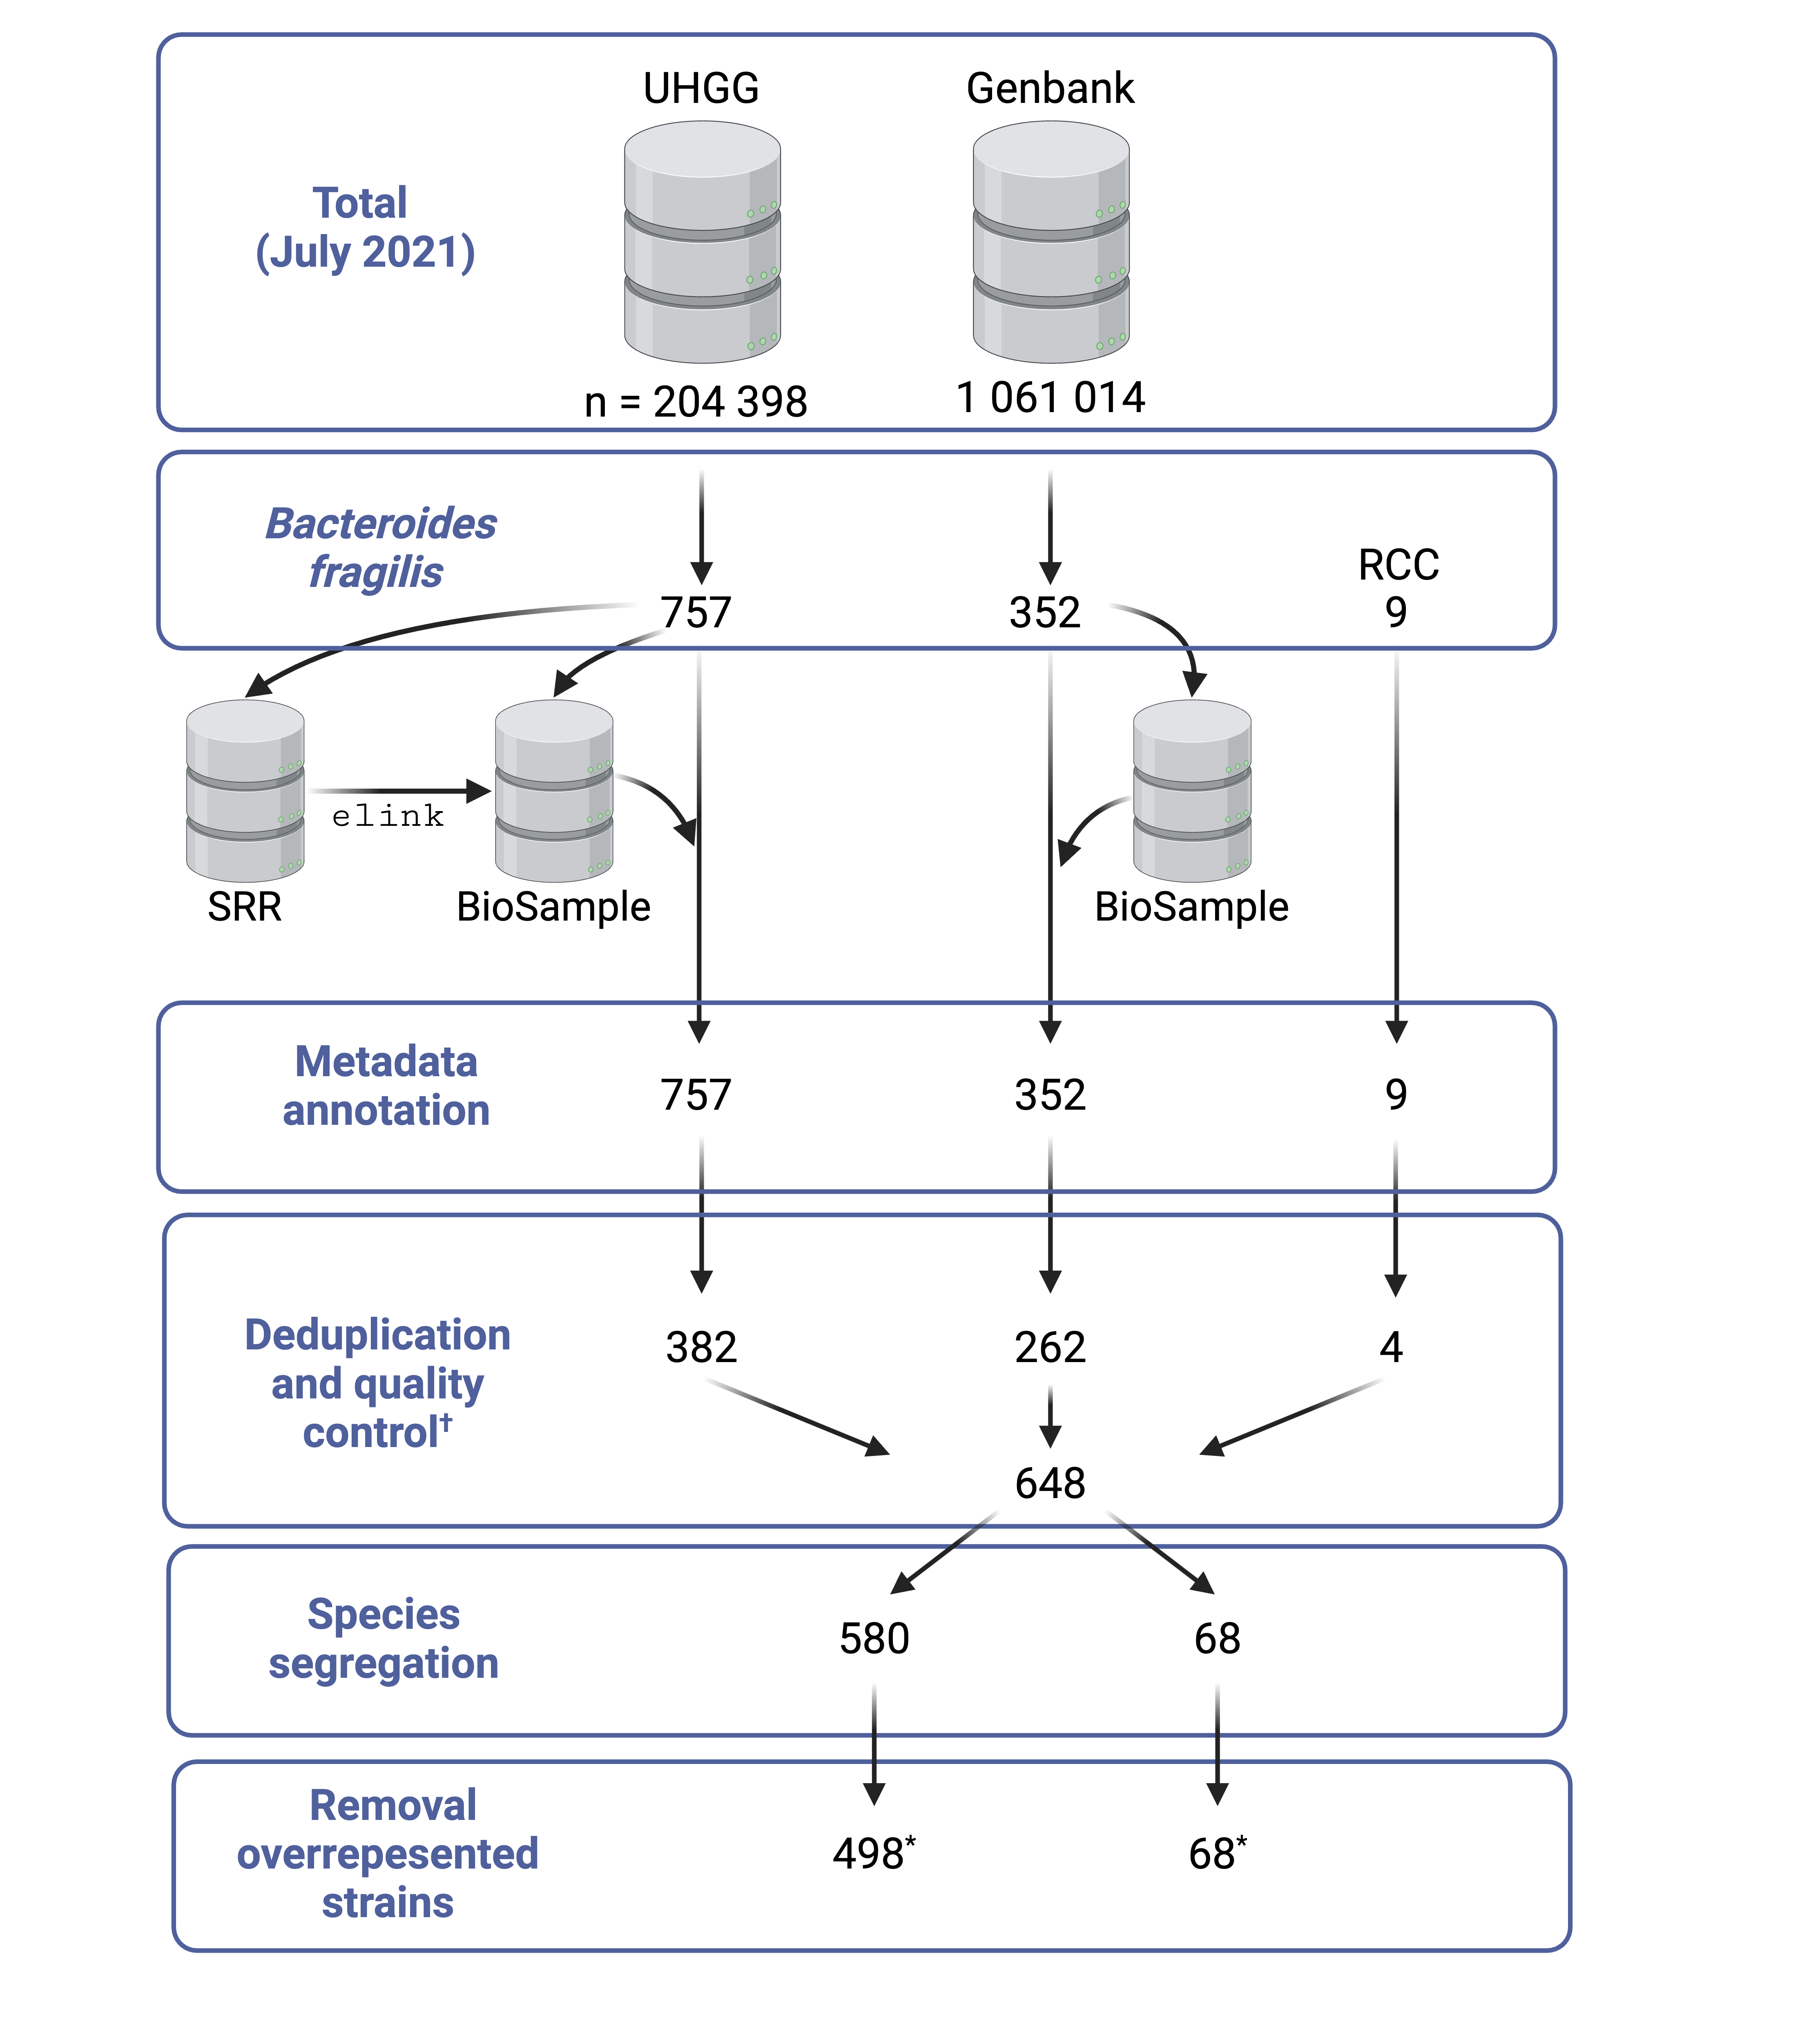 UHGG
Genbank
Total
(July 2021)
n = 204 398
1 061 014
Bacteroides
fragilis
RCC
757
352
9
elink
SRR
BioSample
BioSample
Metadata
annotation
757
352
9
Deduplication
and quality
control†
382
262
4
648
Species
segregation
580
68
Removal
overrepesented
strains
498*
68*